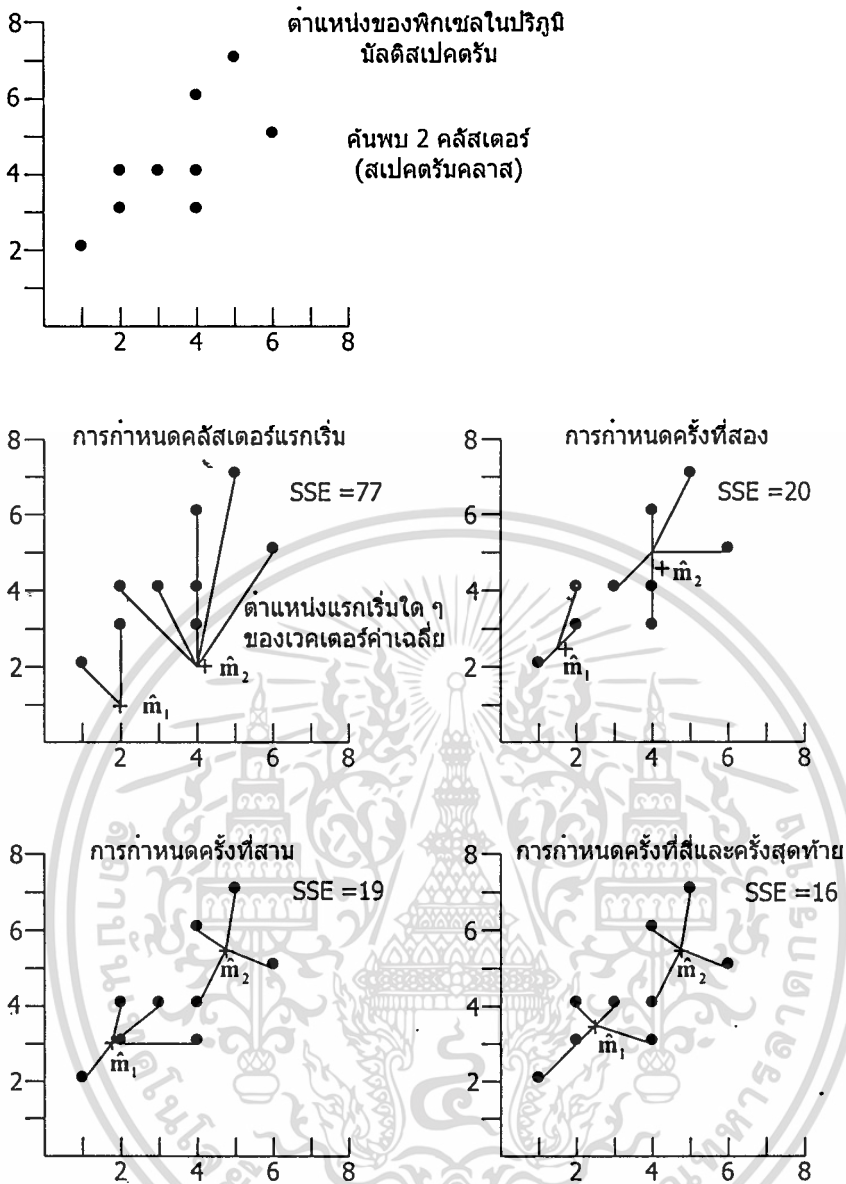 ตำแหน่งของพิกเซลในปริภูมิ
มัลติสเปคตรัม
ค้นพบ 2 คลัสเตอร์
(สเปคตรัมคลาส)
8
6
4
2
2 4 6 8
การกำหนดคลัสเตอร์แรกเริ่ม
SSE =77
ตำแหน่งแรกเริ่มใด ๆ
ของเวคเตอร์ค่าเฉลี่ย
m̂₂
m̂₁
8
6
4
2
2 4 6 8
การกำหนดครั้งที่สอง
SSE =20
m̂₂
m̂₁
8
6
4
2
2 4 6 8
การกำหนดครั้งที่สาม
SSE =19
m̂₂
m̂₁
8
6
4
2
2 4 6 8
การกำหนดครั้งที่สี่และครั้งสุดท้าย
SSE =16
m̂₂
m̂₁
8
6
4
2
2 4 6 8